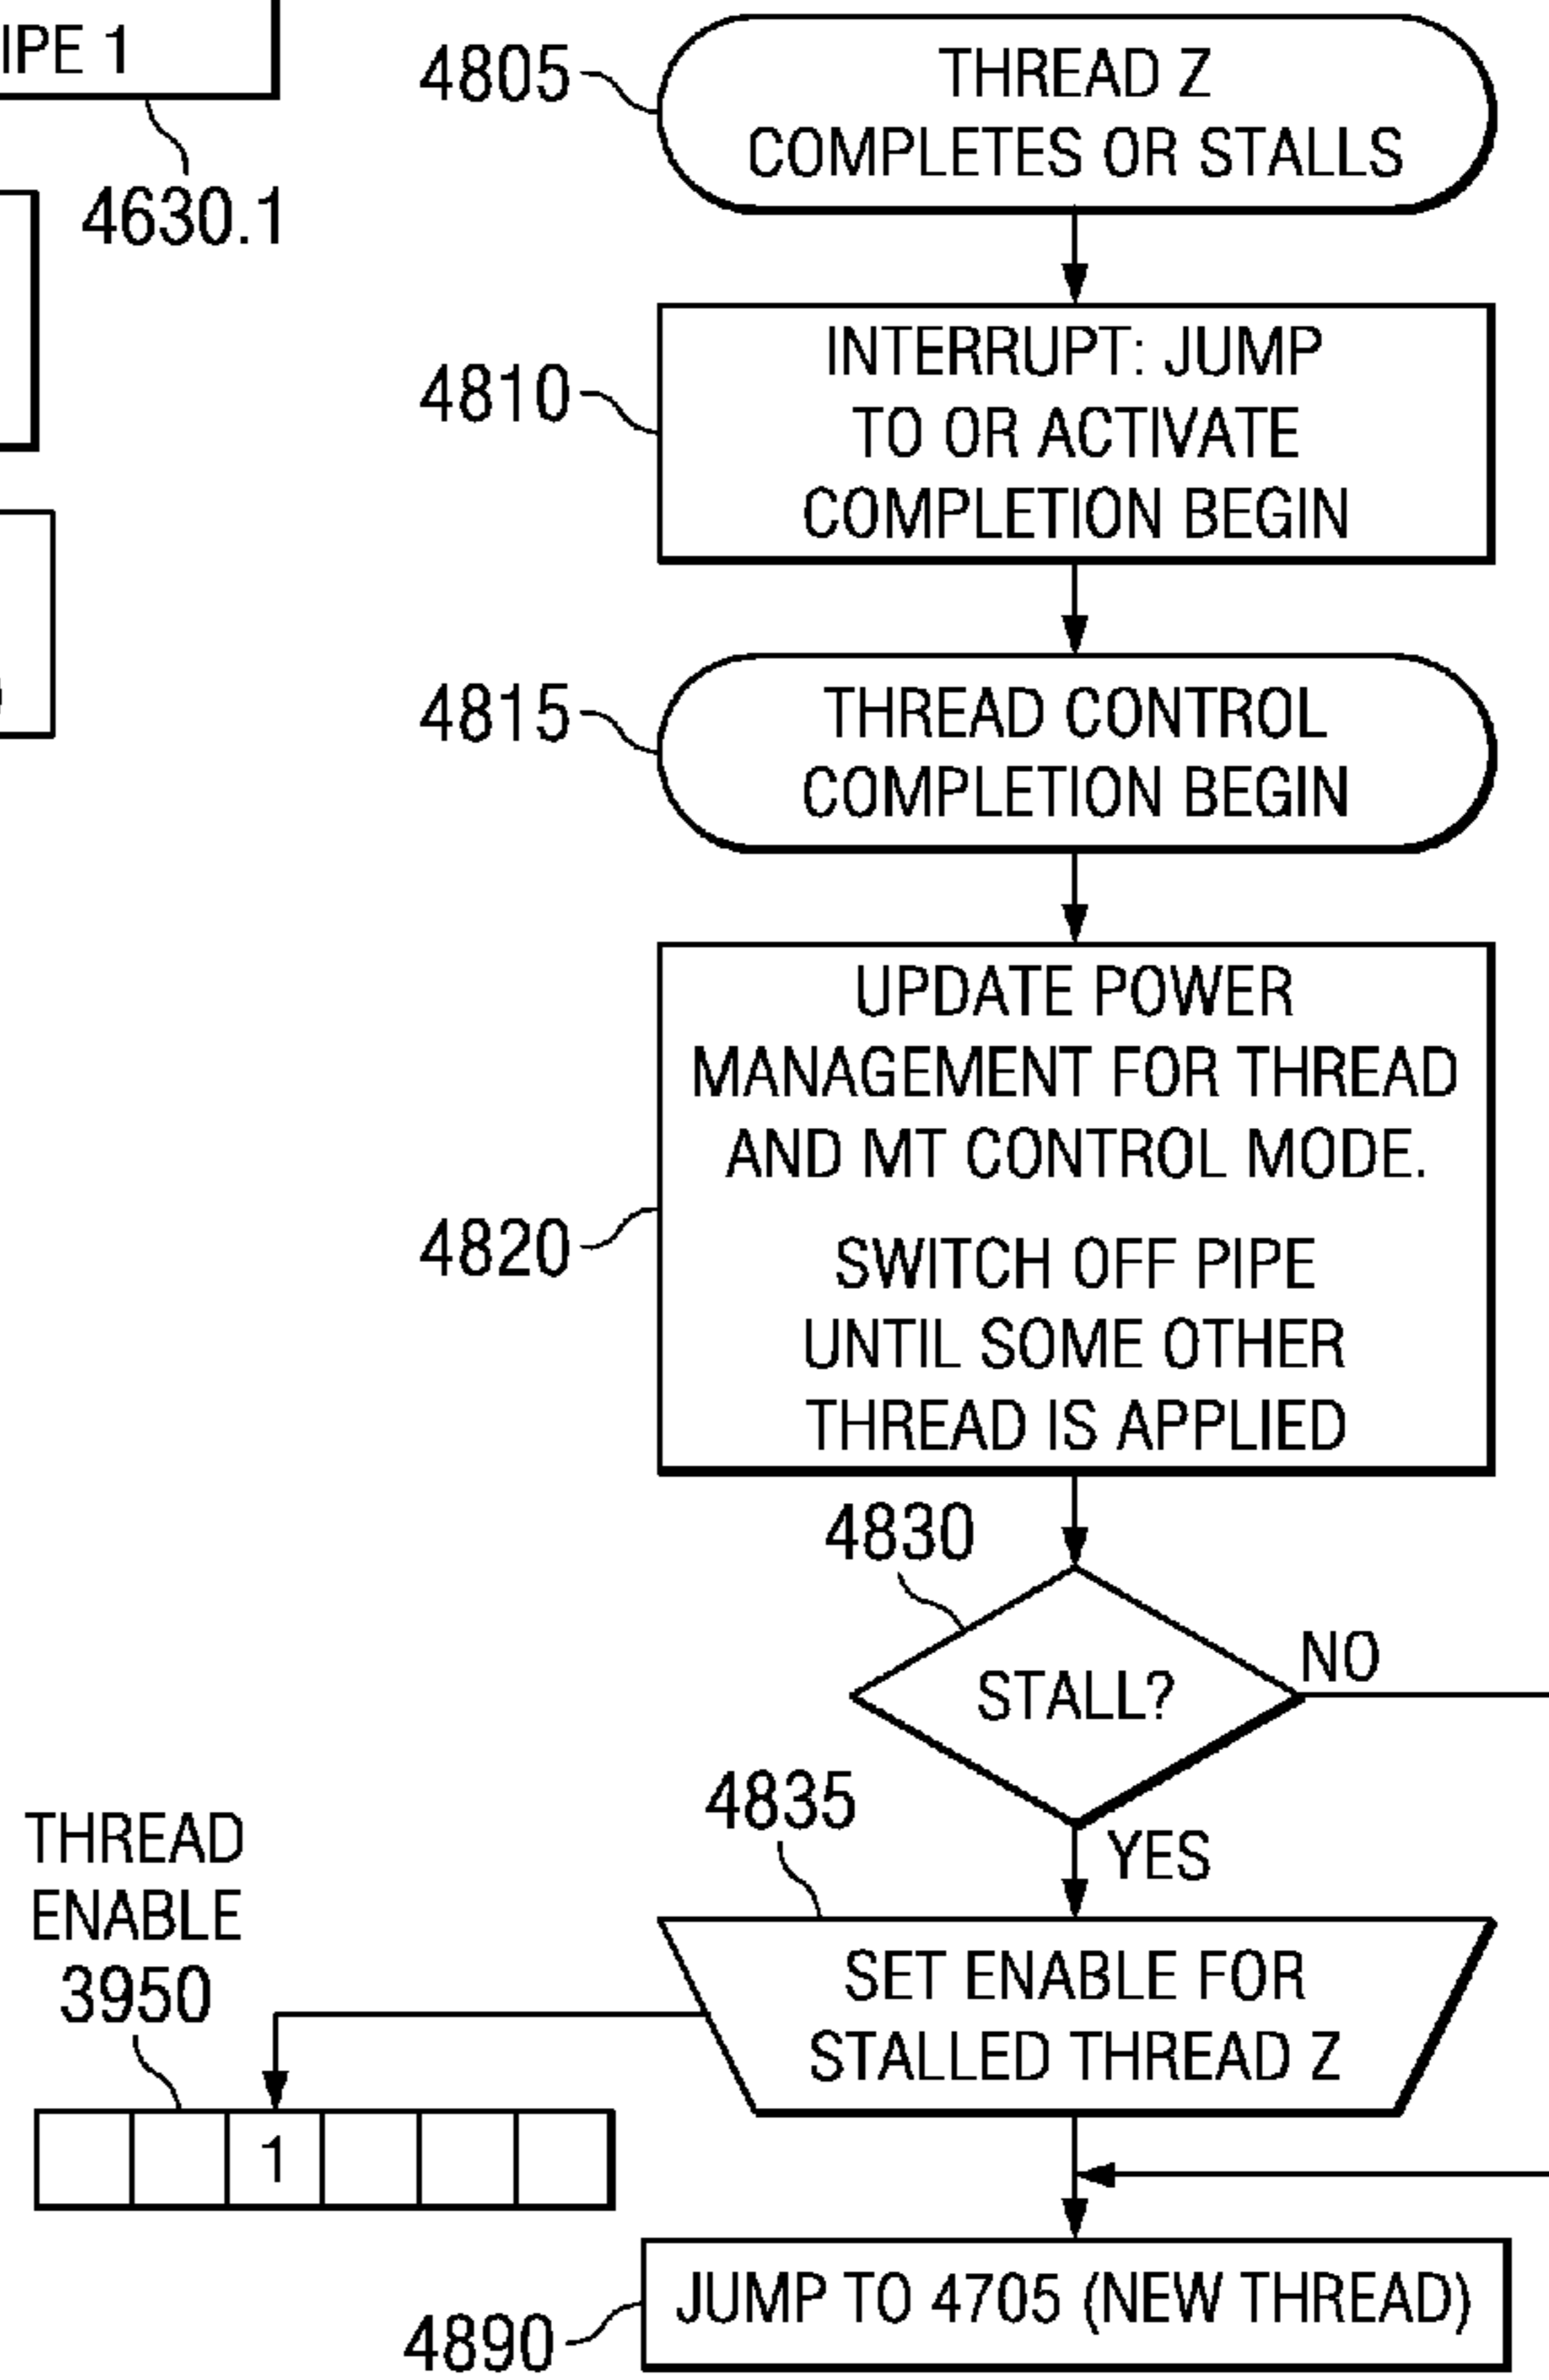 IPE 1
4630.1
4805
THREAD Z
COMPLETES OR STALLS
4810
INTERRUPT: JUMP
TO OR ACTIVATE
COMPLETION BEGIN
4815
THREAD CONTROL
COMPLETION BEGIN
4820
UPDATE POWER
MANAGEMENT FOR THREAD
AND MT CONTROL MODE.
SWITCH OFF PIPE
UNTIL SOME OTHER
THREAD IS APPLIED
4830
STALL?
NO
YES
4835
SET ENABLE FOR
STALLED THREAD Z
THREAD
ENABLE
3950
1
4890
JUMP TO 4705 (NEW THREAD)